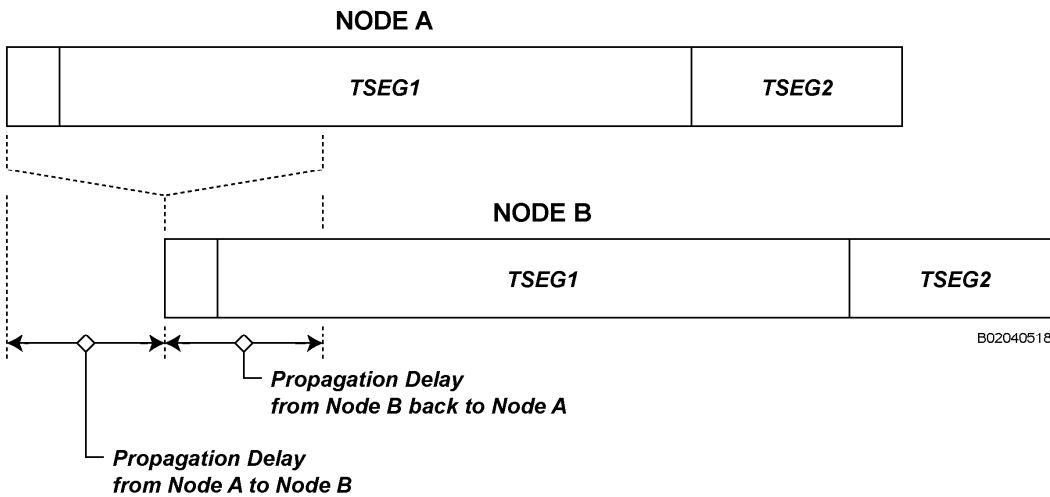 NODE A
TSEG1
TSEG2
NODE B
TSEG1
TSEG2
B02040518
Propagation Delay
from Node B back to Node A
Propagation Delay
from Node A to Node B